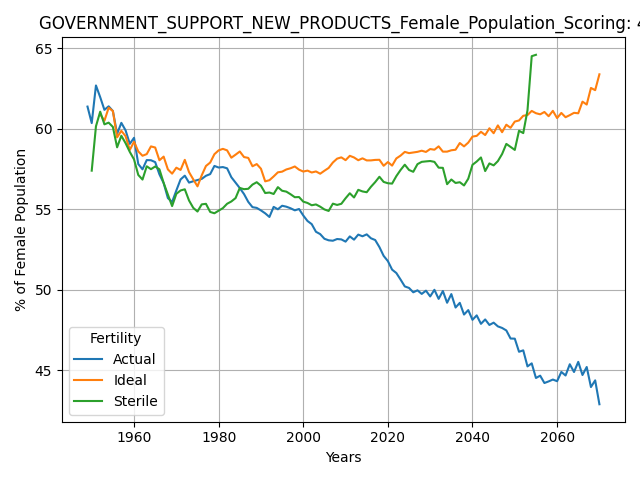 GOVERNMENT_SUPPORT_NEW_PRODUCTS_Female_Population_Scoring: 4
65
60
55
50
45
% of Female Population
Fertility
Actual
Ideal
Sterile
1960 1980 2000 2020 2040 2060
Years